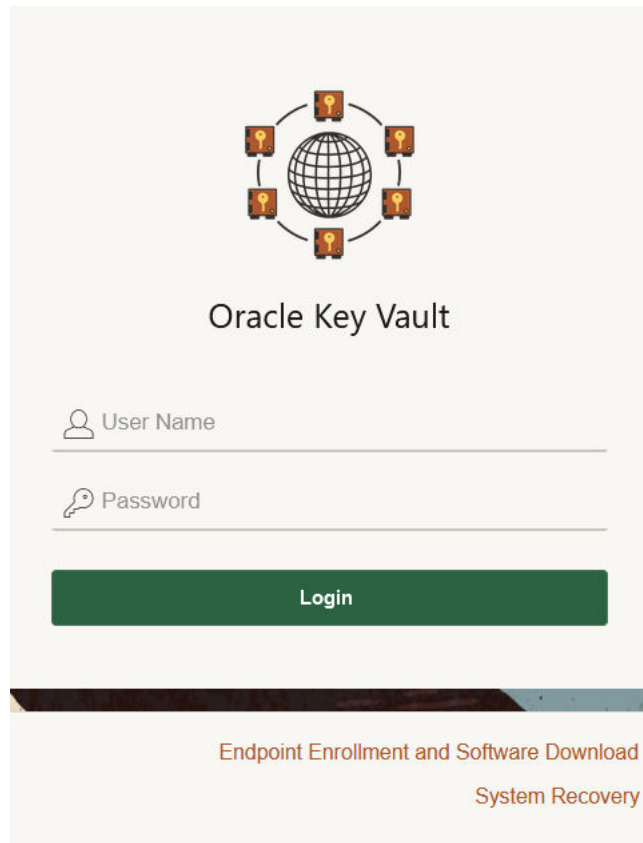 Oracle Key Vault
User Name
Password
Login
Endpoint Enrollment and Software Download
System Recovery